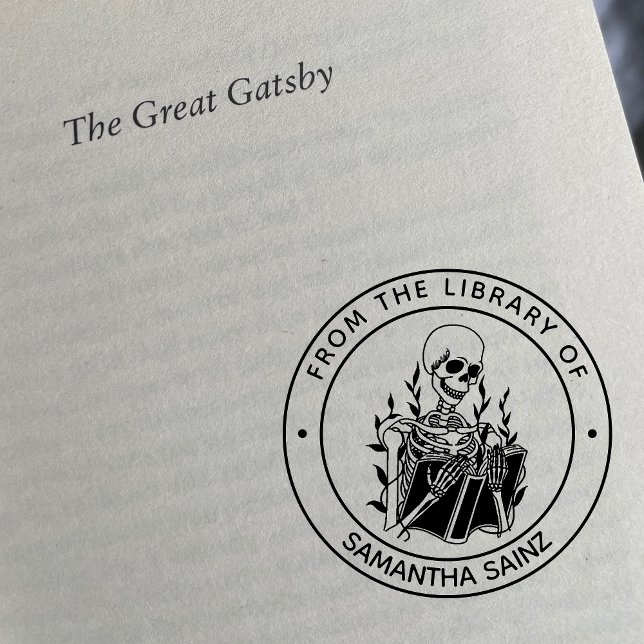 The Great Gatsby
FROM THE LIBRARY OF
SAMANTHA SAINZ